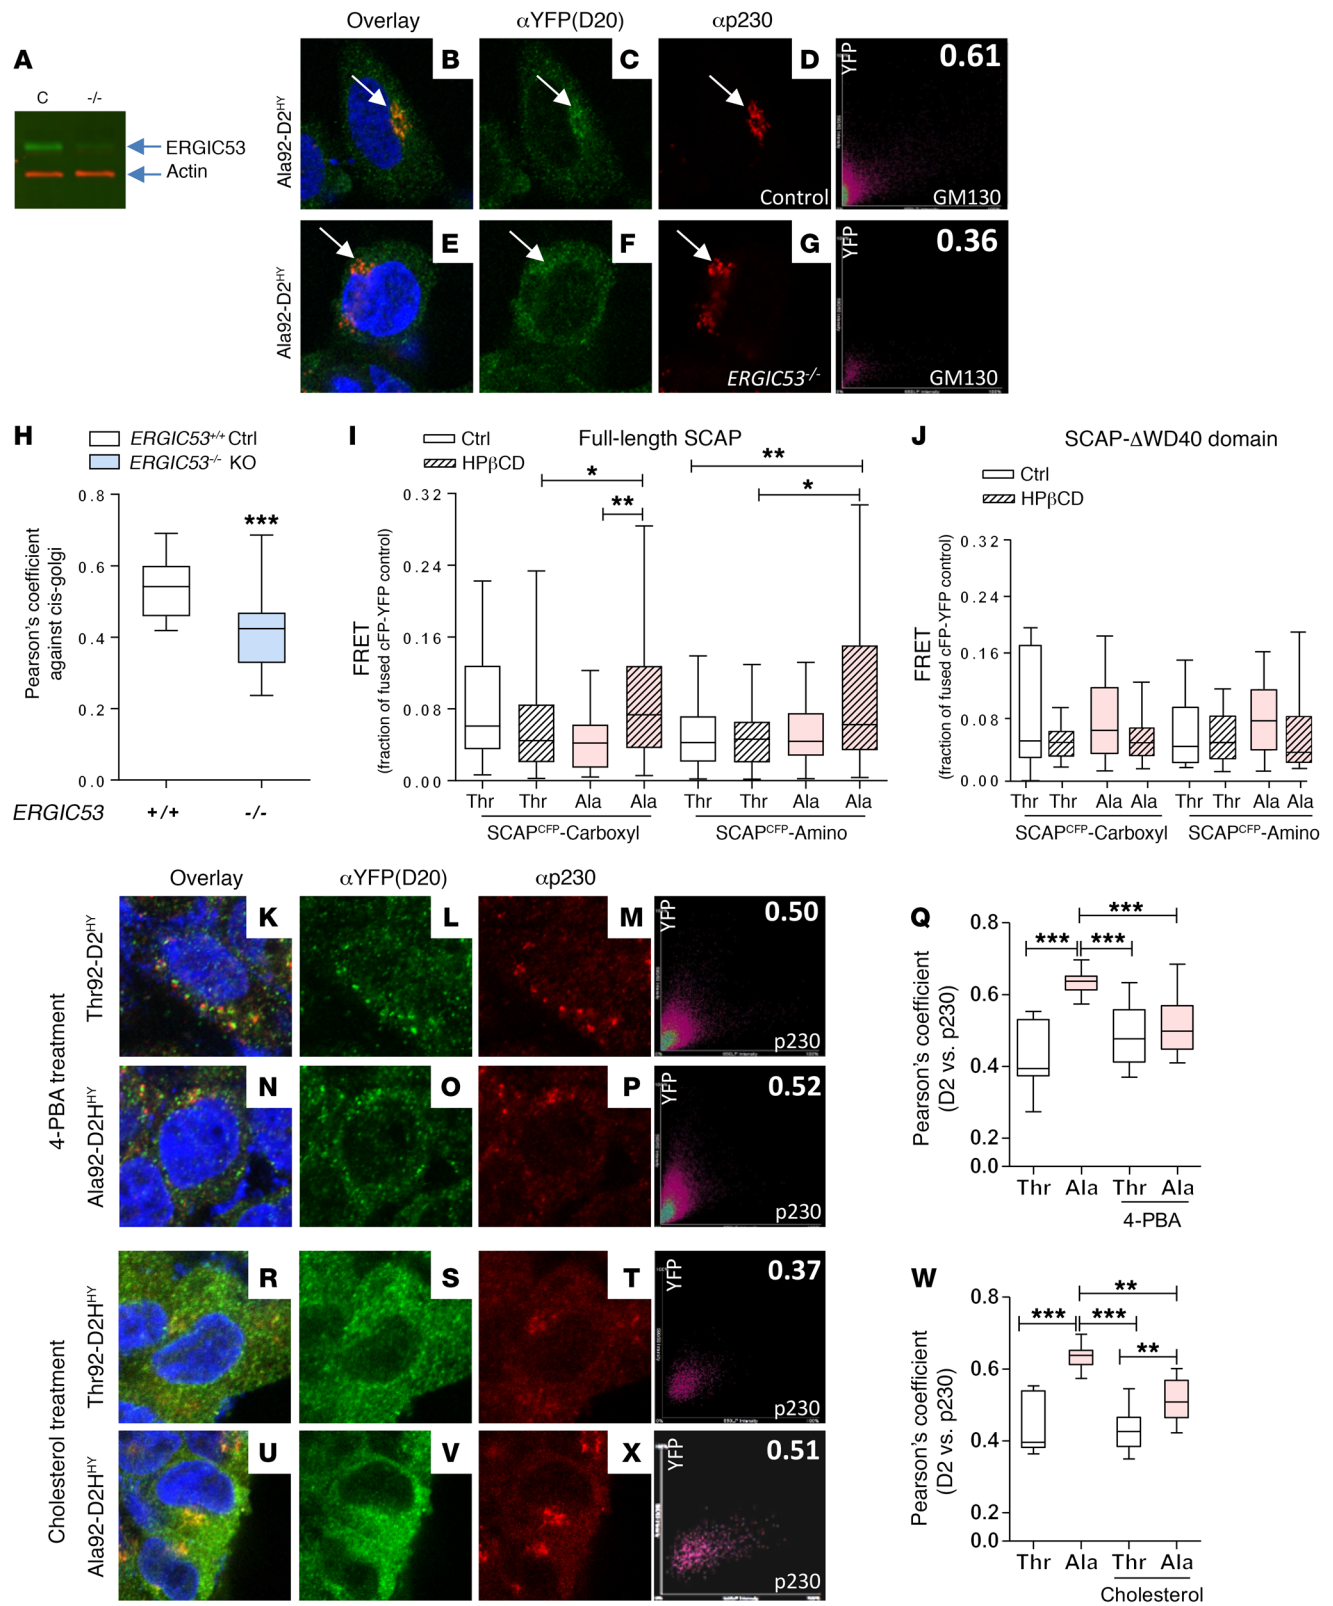 Overlay αYFP(D20) αp230
A
C -/-
ERGIC53
Actin
Ala92-D2HY
B C D YFP 0.61
Control GM130
Ala92-D2HY
E F G YFP 0.36
ERGIC53-/- GM130
H
ERGIC53+/+ Ctrl
ERGIC53-/- KO
Pearson's coefficient
against cis-golgi
0.8
0.6
0.4
0.2
0.0
***
ERGIC53 +/+ -/-
I
Ctrl
HPβCD
Full-length SCAP
FRET
(fraction of fused cFP-YFP control)
0.32
0.24
0.16
0.08
0.00
* ** ** *
Thr Thr Ala Ala Thr Thr Ala Ala
SCAPCFP-Carboxyl SCAPCFP-Amino
J
SCAP-ΔWD40 domain
Ctrl
HPβCD
FRET
(fraction of fused cFP-YFP control)
0.32
0.24
0.16
0.08
0.00
Thr Thr Ala Ala Thr Thr Ala Ala
SCAPCFP-Carboxyl SCAPCFP-Amino
Overlay αYFP(D20) αp230
4-PBA treatment
Thr92-D2HY
K L M YFP 0.50
p230
Ala92-D2HHY
N O P YFP 0.52
p230
Q
Pearson's coefficient
(D2 vs. p230)
0.8
0.6
0.4
0.2
0.0
***
*** ***
Thr Ala Thr Ala
4-PBA
Cholesterol treatment
Thr92-D2HHY
R S T YFP 0.37
p230
Ala92-D2HHY
U V X YFP 0.51
p230
W
Pearson's coefficient
(D2 vs. p230)
0.8
0.6
0.4
0.2
0.0
**
*** ***
**
Thr Ala Thr Ala
Cholesterol